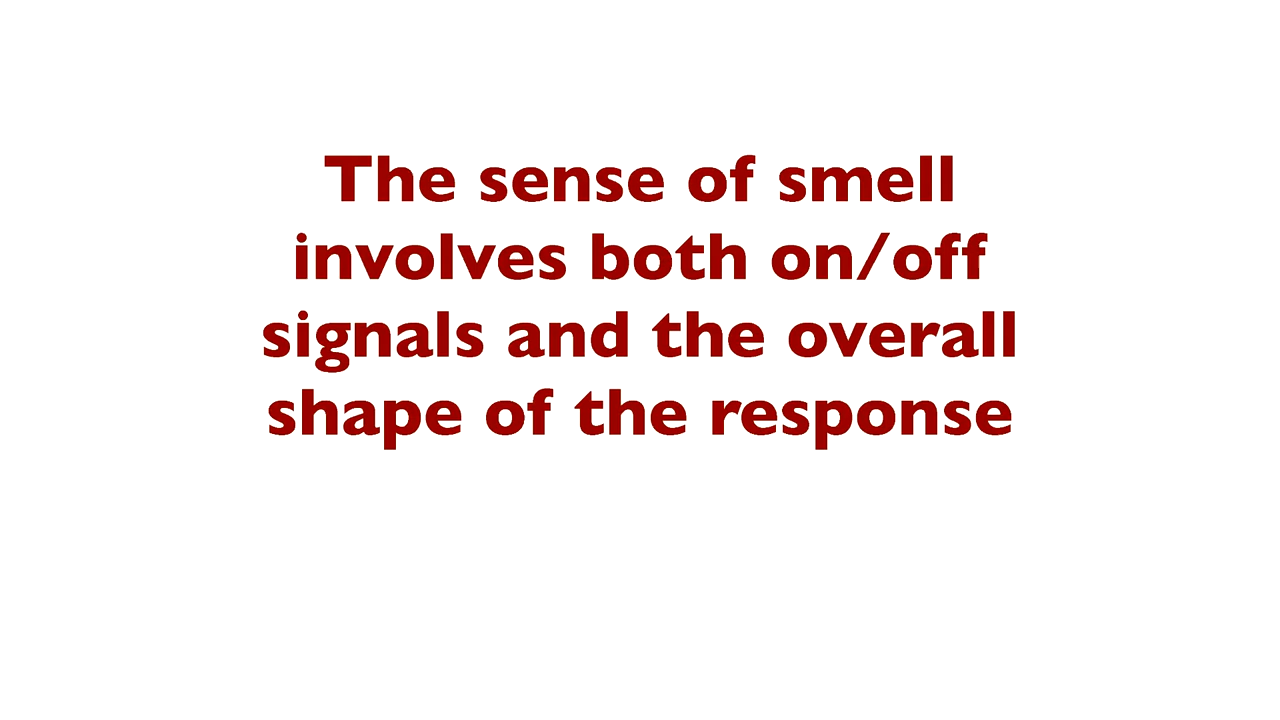 The sense of smell
involves both on/off
signals and the overall
shape of the response